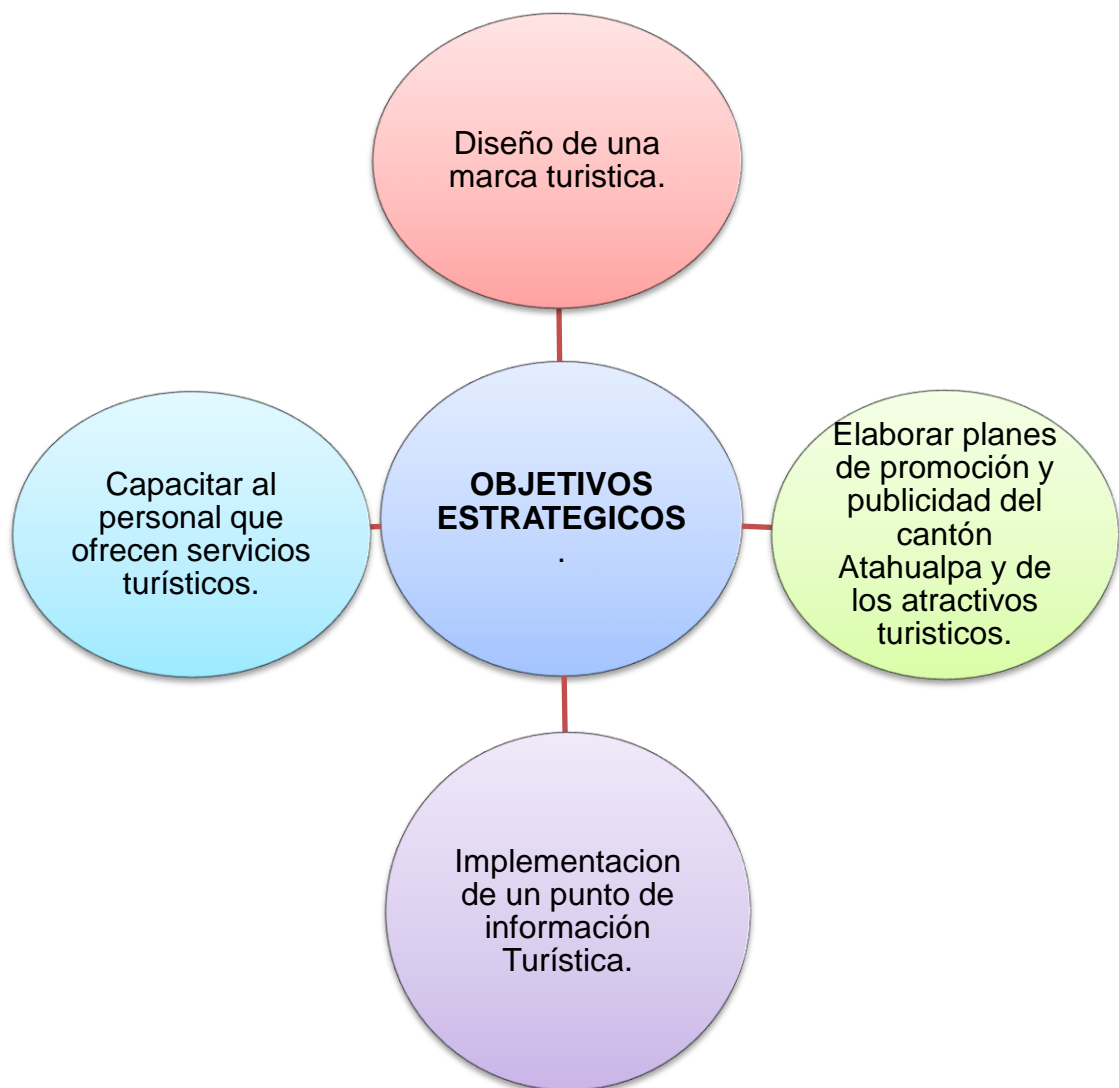 Diseño de una
marca turistica.
Capacitar al
personal que
ofrecen servicios
turísticos.
OBJETIVOS
ESTRATEGICOS
.
Elaborar planes
de promoción y
publicidad del
cantón
Atahualpa y de
los atractivos
turisticos.
Implementacion
de un punto de
información
Turística.